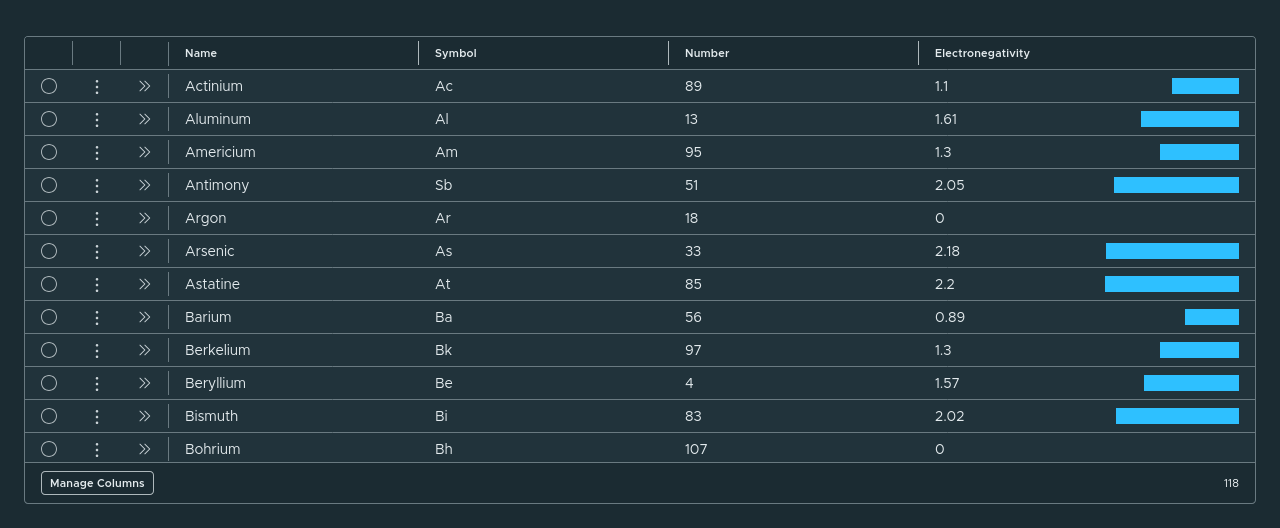 Name Symbol Number Electronegativity
Actinium Ac 89 1.1
Aluminum Al 13 1.61
Americium Am 95 1.3
Antimony Sb 51 2.05
Argon Ar 18 0
Arsenic As 33 2.18
Astatine At 85 2.2
Barium Ba 56 0.89
Berkelium Bk 97 1.3
Beryllium Be 4 1.57
Bismuth Bi 83 2.02
Bohrium Bh 107 0
Manage Columns 118